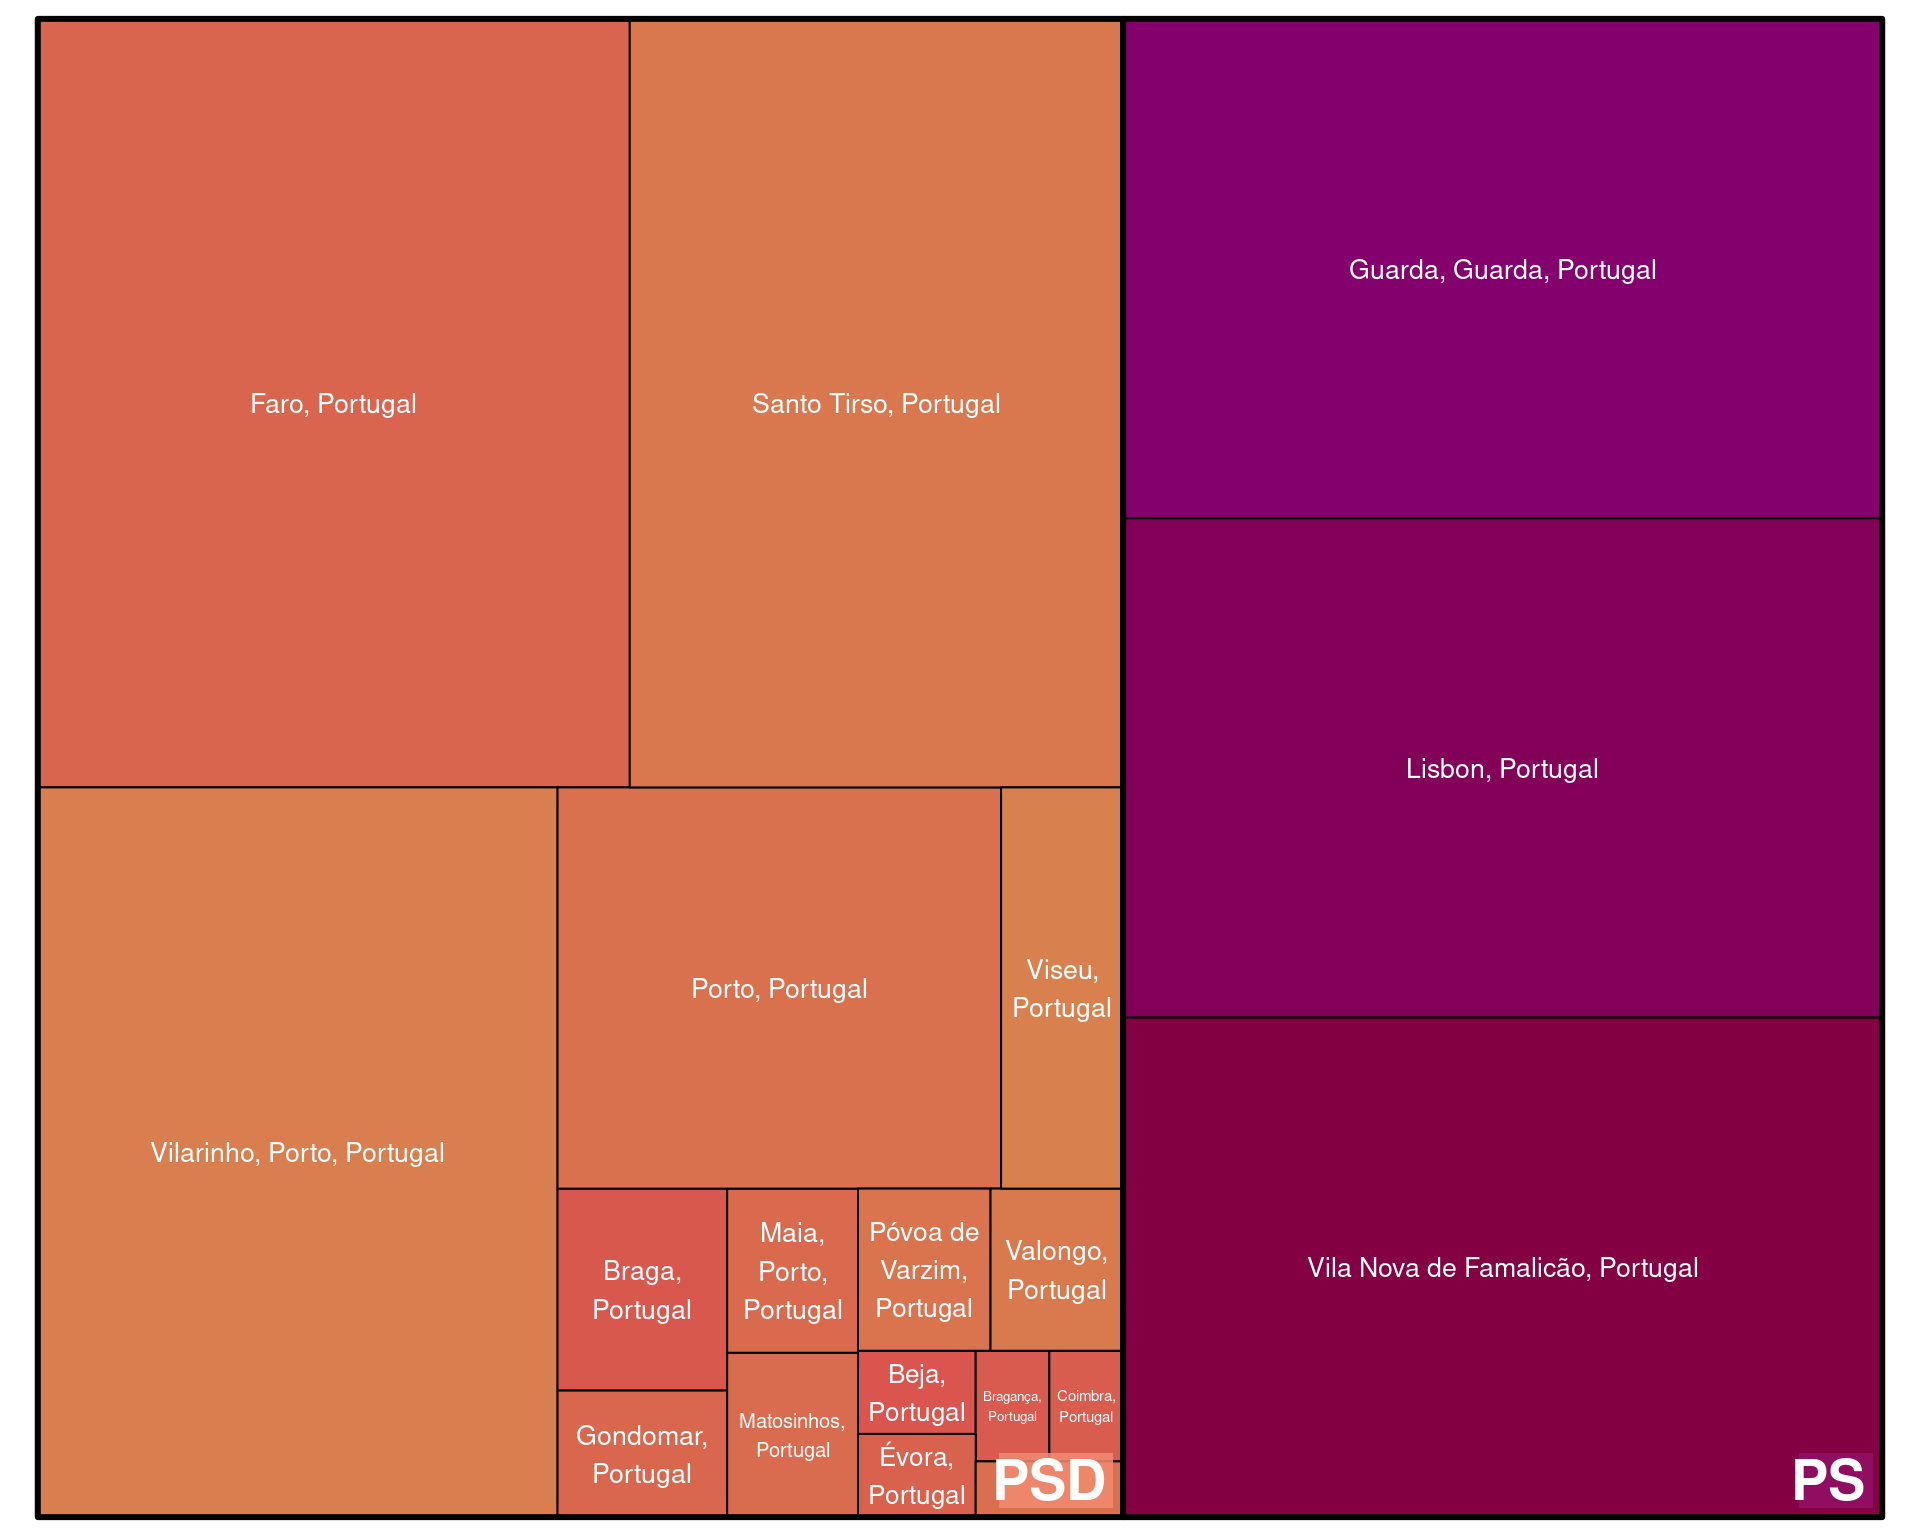 Faro, Portugal
Santo Tirso, Portugal
Guarda, Guarda, Portugal
Lisbon, Portugal
Vilarinho, Porto, Portugal
Porto, Portugal
Viseu,
Portugal
Braga,
Portugal
Maia,
Porto,
Portugal
Póvoa de
Varzim,
Portugal
Valongo,
Portugal
Gondomar,
Portugal
Matosinhos,
Portugal
Beja,
Portugal
Bragança,
Portugal
Coimbra,
Portugal
Évora,
Portugal
PSD
Vila Nova de Famalicão, Portugal
PS